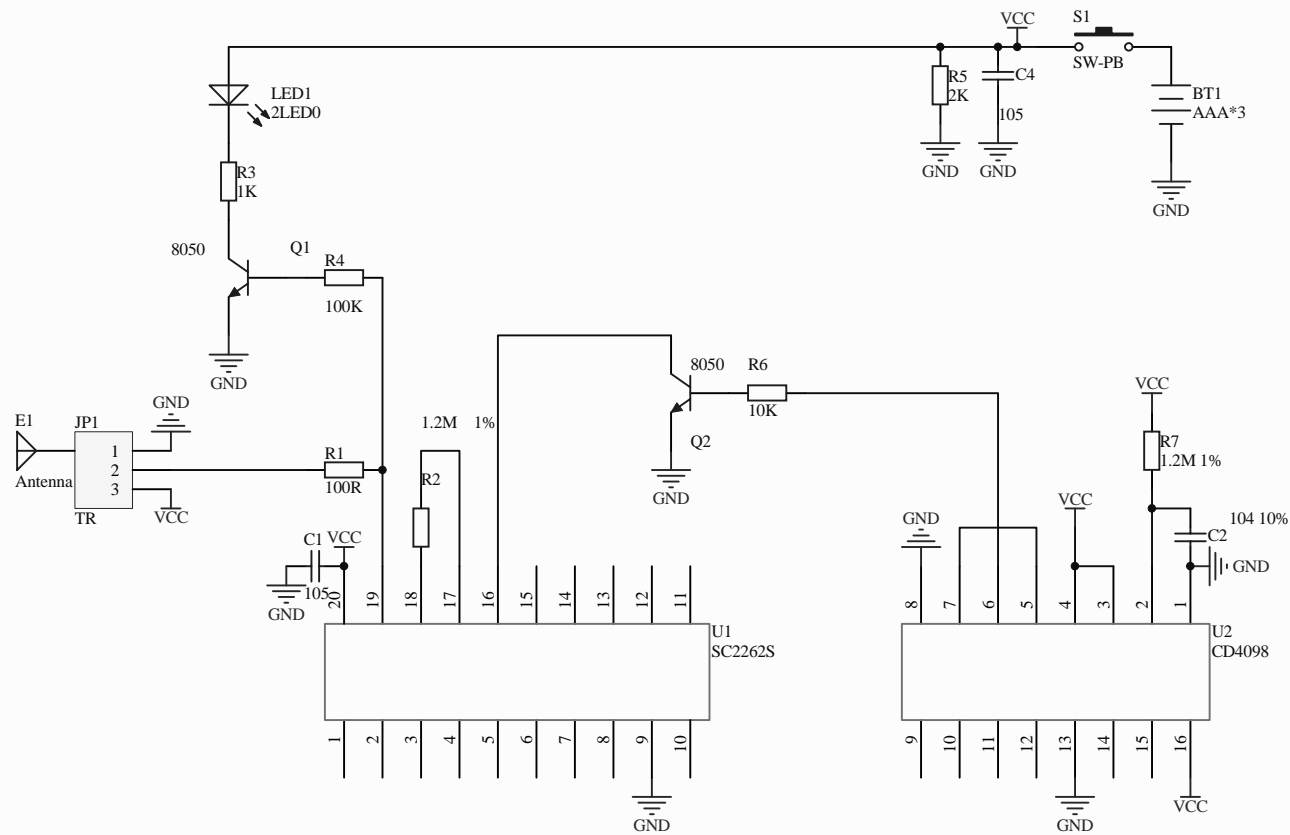 VCC
S1
SW-PB
R5
2K
C4
105
BT1
AAA*3
GND
GND
GND
LED1
2LED0
R3
1K
8050
Q1
R4
100K
GND
8050
R6
10K
Q2
GND
VCC
R7
1.2M 1%
GND
E1
JP1
1
2
3
Antenna
TR
VCC
R1
100R
1.2M 1%
R2
C1
VCC
105
GND
GND
VCC
104 10%
C2
GND
20
19
18
17
16
15
14
13
12
11
8
7
6
5
4
3
2
1
U1
SC2262S
U2
CD4098
1
2
3
4
5
6
7
8
9
10
9
10
11
12
13
14
15
16
GND
GND
VCC